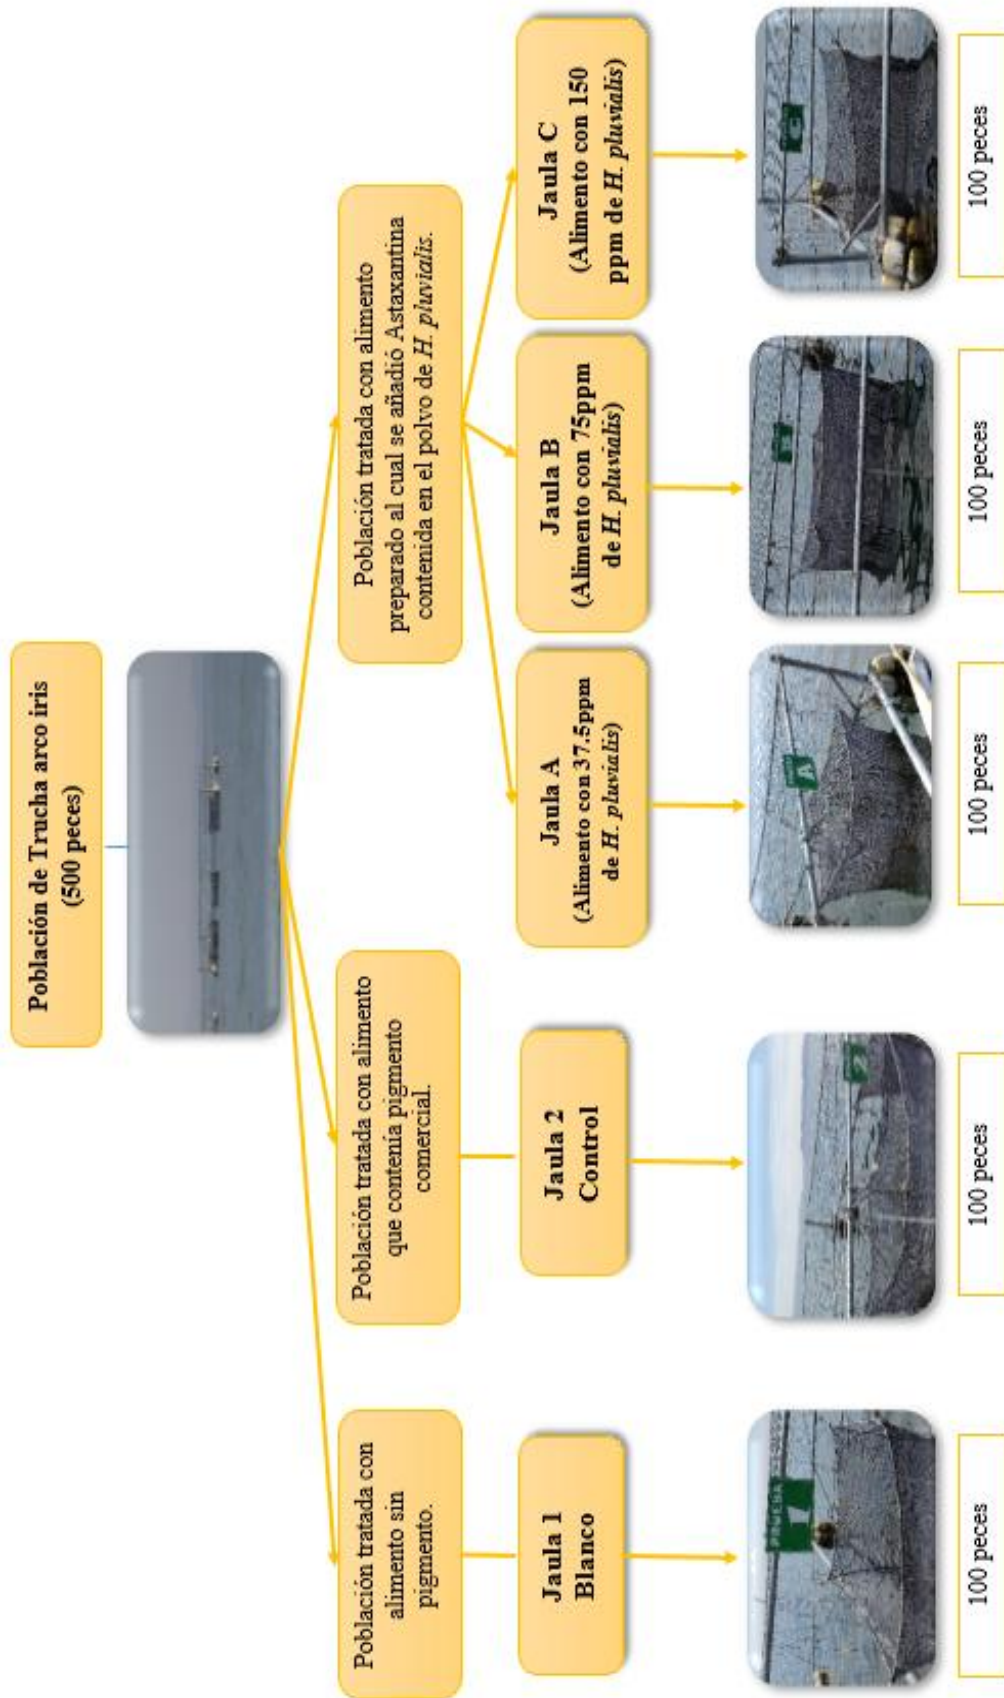 Población de Trucha arco iris
(500 peces)
Población tratada con
alimento sin
pigmento.
Población tratada con alimento
que contenía pigmento
comercial.
Población tratada con alimento
preparado al cual se añadió Astaxantina
contenida en el polvo de H. pluvialis.
Jaula 1
Blanco
Jaula 2
Control
Jaula A
(Alimento con 37.5ppm
de H. pluvialis)
Jaula B
(Alimento con 75ppm
de H. pluvialis)
Jaula C
(Alimento con 150
ppm de H. pluvialis)
PRUEBA
1
2
A
C
100 peces
100 peces
100 peces
100 peces
100 peces